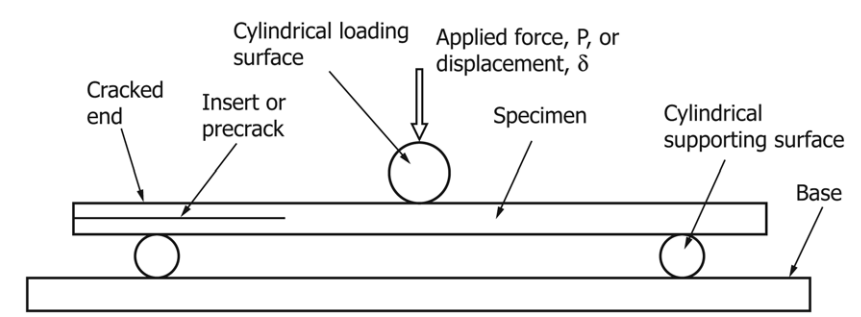 Cylindrical loading
surface
Applied force, P, or
displacement, δ
Cracked
end
Insert or
precrack
Specimen
Cylindrical
supporting surface
Base